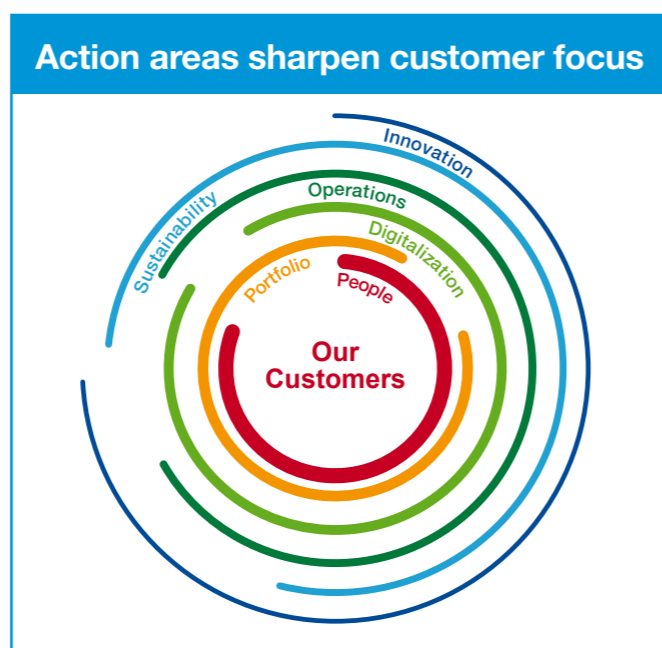 Action areas sharpen customer focus
Innovation
Sustainability
Operations
Digitalization
Portfolio
People
Our
Customers